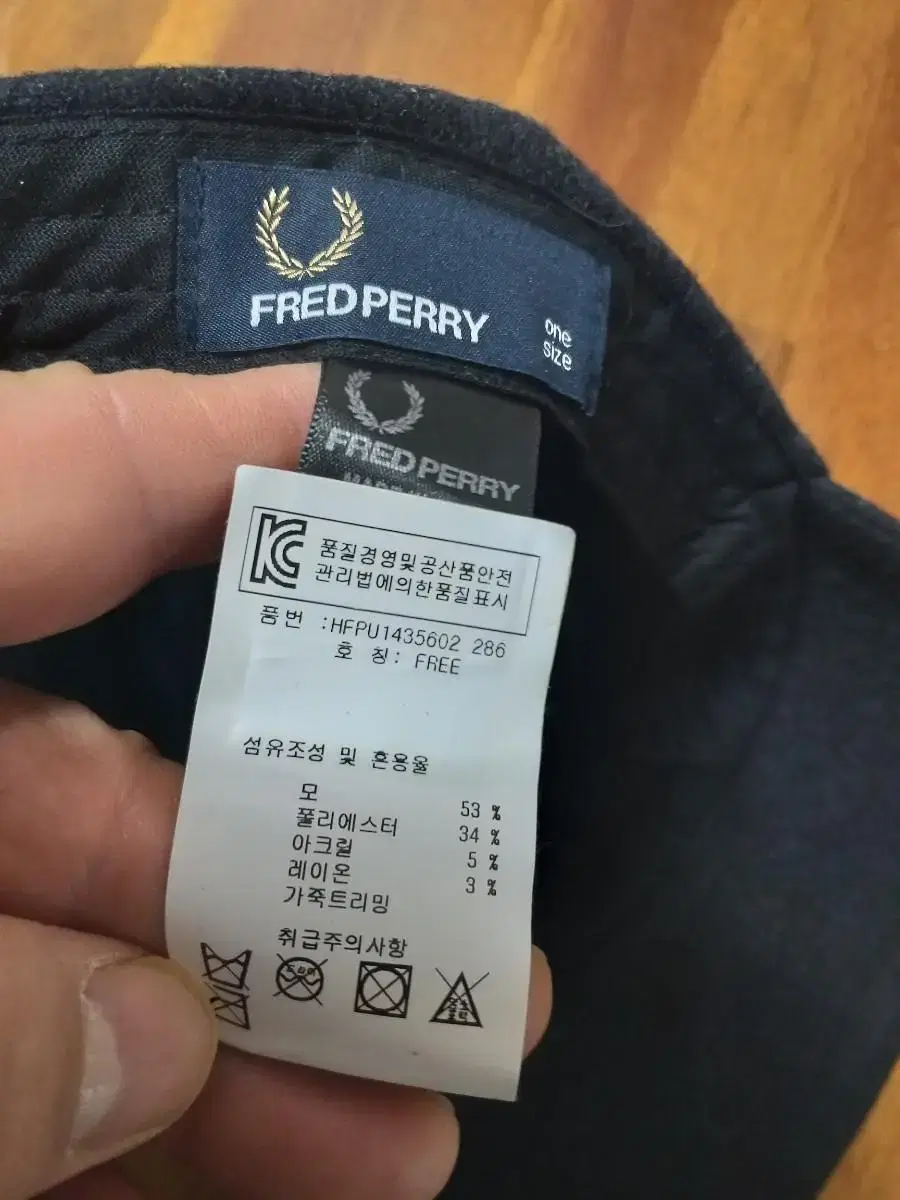 FRED PERRY
one
size
FRED PERRY
품질경영및공산품안전
관리법에의한품질표시
품번 :HFPU1435602 286
호 칭: FREE
섬유조성 및 혼용율
모 53 %
폴리에스터 34 %
아크릴 5 %
레이온 3 %
가죽트리밍
취급주의사항